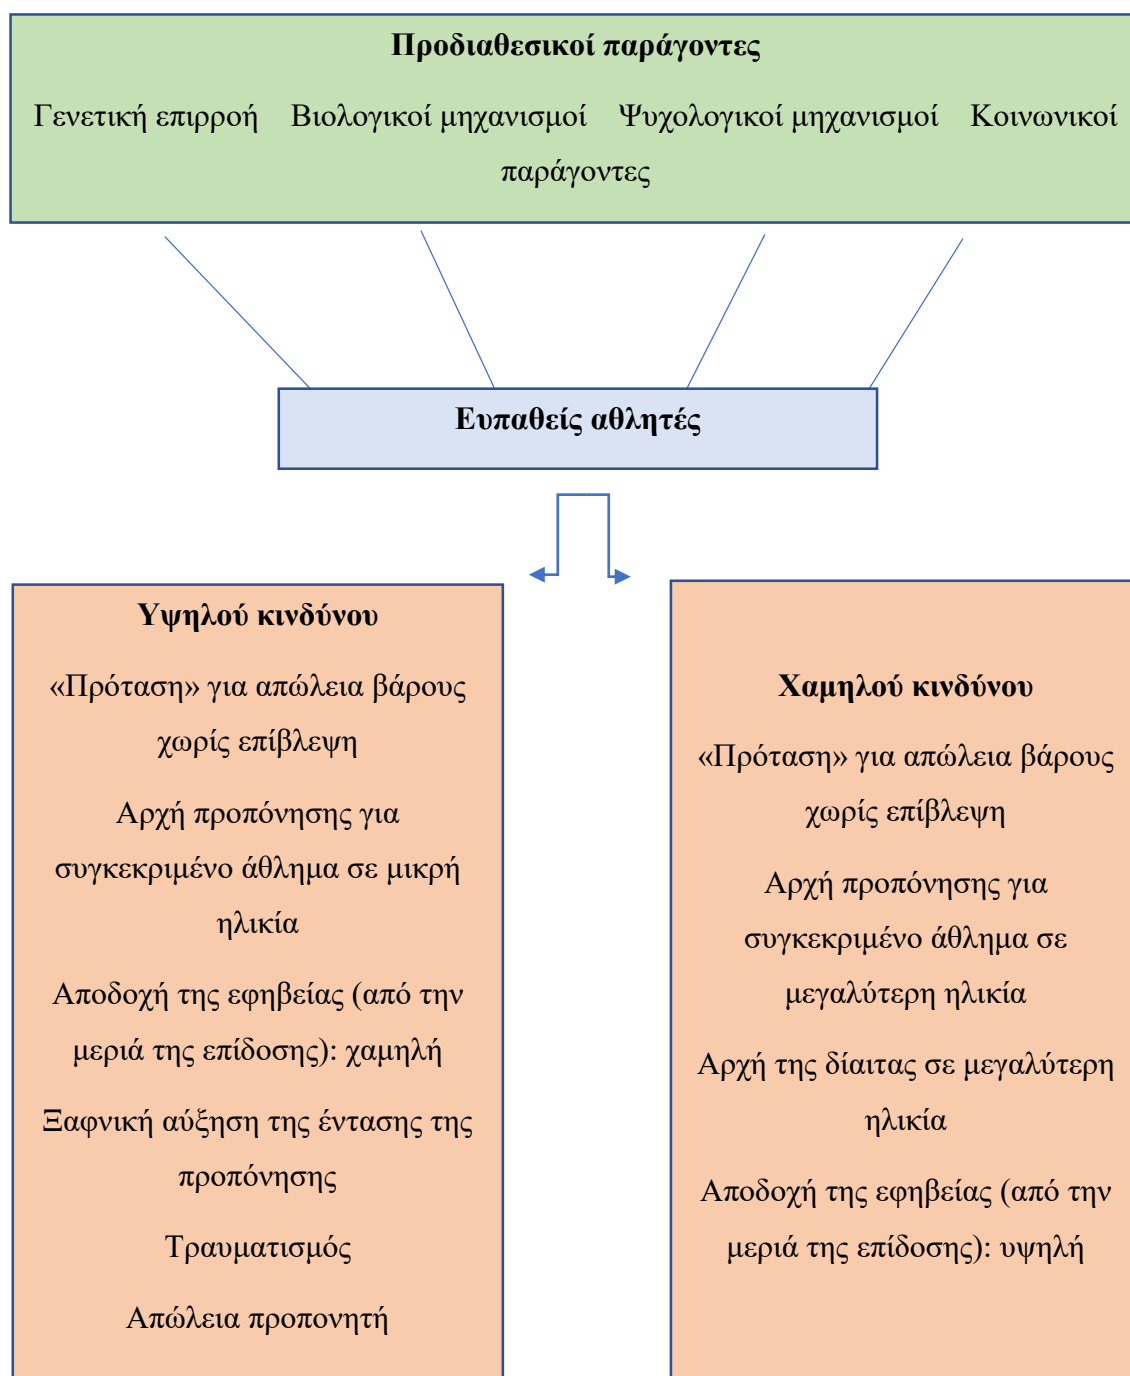 Προδιαθεσικοί παράγοντες
Γενετική επιρροή Βιολογικοί μηχανισμοί Ψυχολογικοί μηχανισμοί Κοινωνικοί
παράγοντες
Ευπαθείς αθλητές
Υψηλού κινδύνου
«Πρόταση» για απώλεια βάρους
χωρίς επίβλεψη
Αρχή προπόνησης για
συγκεκριμένο άθλημα σε μικρή
ηλικία
Αποδοχή της εφηβείας (από την
μεριά της επίδοσης): χαμηλή
Ξαφνική αύξηση της έντασης της
προπόνησης
Τραυματισμός
Απώλεια προπονητή
Χαμηλού κινδύνου
«Πρόταση» για απώλεια βάρους
χωρίς επίβλεψη
Αρχή προπόνησης για
συγκεκριμένο άθλημα σε
μεγαλύτερη ηλικία
Αρχή της δίαιτας σε μεγαλύτερη
ηλικία
Αποδοχή της εφηβείας (από την
μεριά της επίδοσης): υψηλή